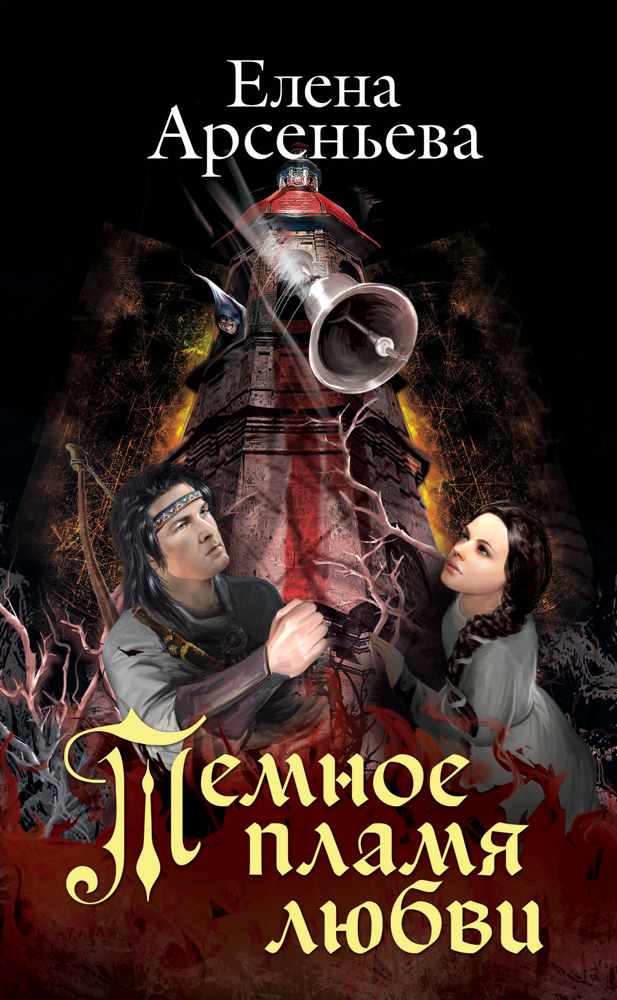 Елена
Арсеньева
Темное
пламя
любви